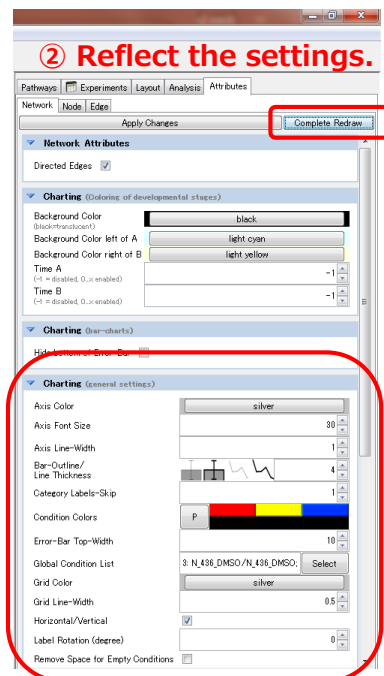 ② Reflect the settings.
Pathways Experiments Layout Analysis Attributes
Network Node Edge
Apply Changes Complete Redraw
Network Attributes
Directed Edges
Charting (Coloring of developmental stages)
Background Color black
(black=translucent)
Background Color left of A light cyan
Background Color right of B light yellow
Time A -1
(-1 = disabled, 0..x enabled)
Time B -1
(-1 = disabled, 0..x enabled)
Charting (bar-charts)
Hide bottom of Error-Bar
Charting (general settings)
Axis Color silver
Axis Font Size 30
Axis Line-Width 1
Bar-Outline/
Line Thickness 4
Category Labels-Skip 1
Condition Colors P
Error-Bar Top-Width 10
Global Condition List 3: N_436_DMSO/N_436_DMSO; Select
Grid Color silver
Grid Line-Width 0.5
Horizontal/Vertical
Label Rotation (degree) 0
Remove Space for Empty Conditions